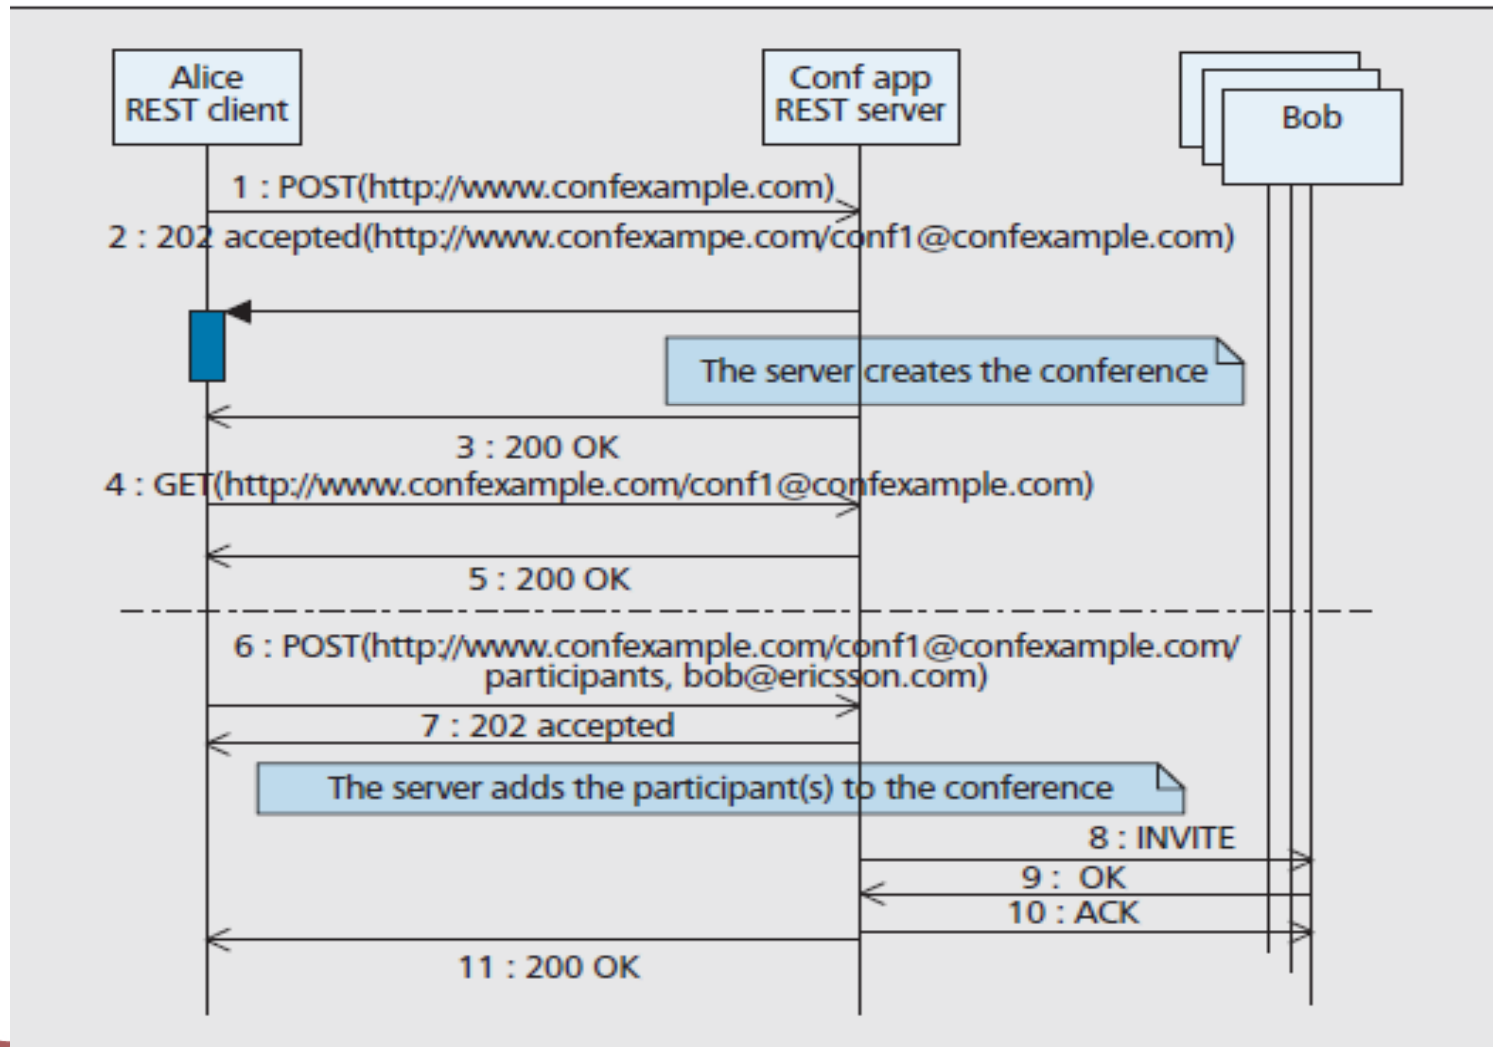 Alice
REST client
Conf app
REST server
Bob
1 : POST(http://www.confexample.com)
2 : 202 accepted(http://www.confexampe.com/conf1@confexample.com)
The server creates the conference
3 : 200 OK
4 : GET(http://www.confexample.com/conf1@confexample.com)
5 : 200 OK
6 : POST(http://www.confexample.com/conf1@confexample.com/
participants, bob@ericsson.com)
7 : 202 accepted
The server adds the participant(s) to the conference
8 : INVITE
9 : OK
10 : ACK
11 : 200 OK